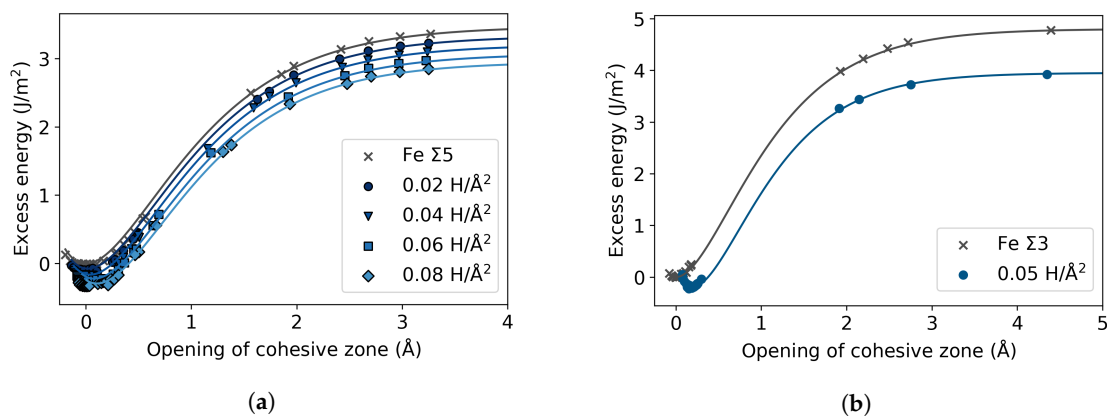 Excess energy (J/m²)
3
2
1
0
0
1
2
3
4
Opening of cohesive zone (Å)
Fe Σ5
0.02 H/Å²
0.04 H/Å²
0.06 H/Å²
0.08 H/Å²
(a)
Excess energy (J/m²)
5
4
3
2
1
0
0
1
2
3
4
5
Opening of cohesive zone (Å)
Fe Σ3
0.05 H/Å²
(b)